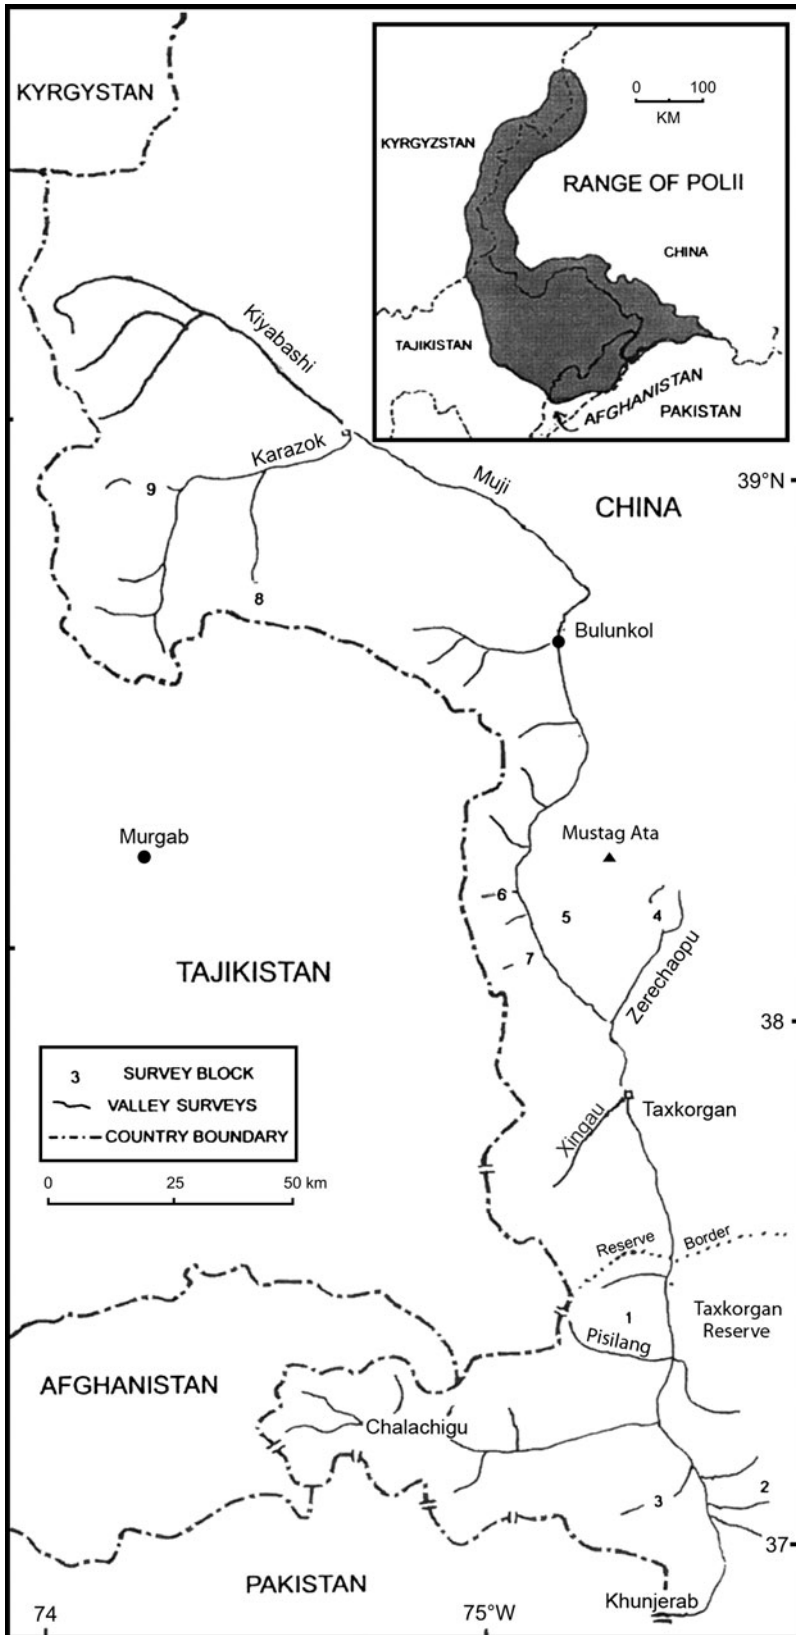 KYRGYSTAN
0 100
KM
KYRGYZSTAN
RANGE OF POLII
CHINA
TAJIKISTAN
AFGHANISTAN
PAKISTAN
Kiyabashi
Karazok
Muji
39°N
CHINA
9
8
Bulunkol
Murgab
Mustag Ata
6
5
4
7
TAJIKISTAN
Zerechaopu
38
3 SURVEY BLOCK
VALLEY SURVEYS
COUNTRY BOUNDARY
0 25 50 km
Taxkorgan
Xingau
Reserve Border
1
Taxkorgan
Reserve
Pisilang
AFGHANISTAN
Chalachigu
2
3
37
PAKISTAN
Khunjerab
74
75°W